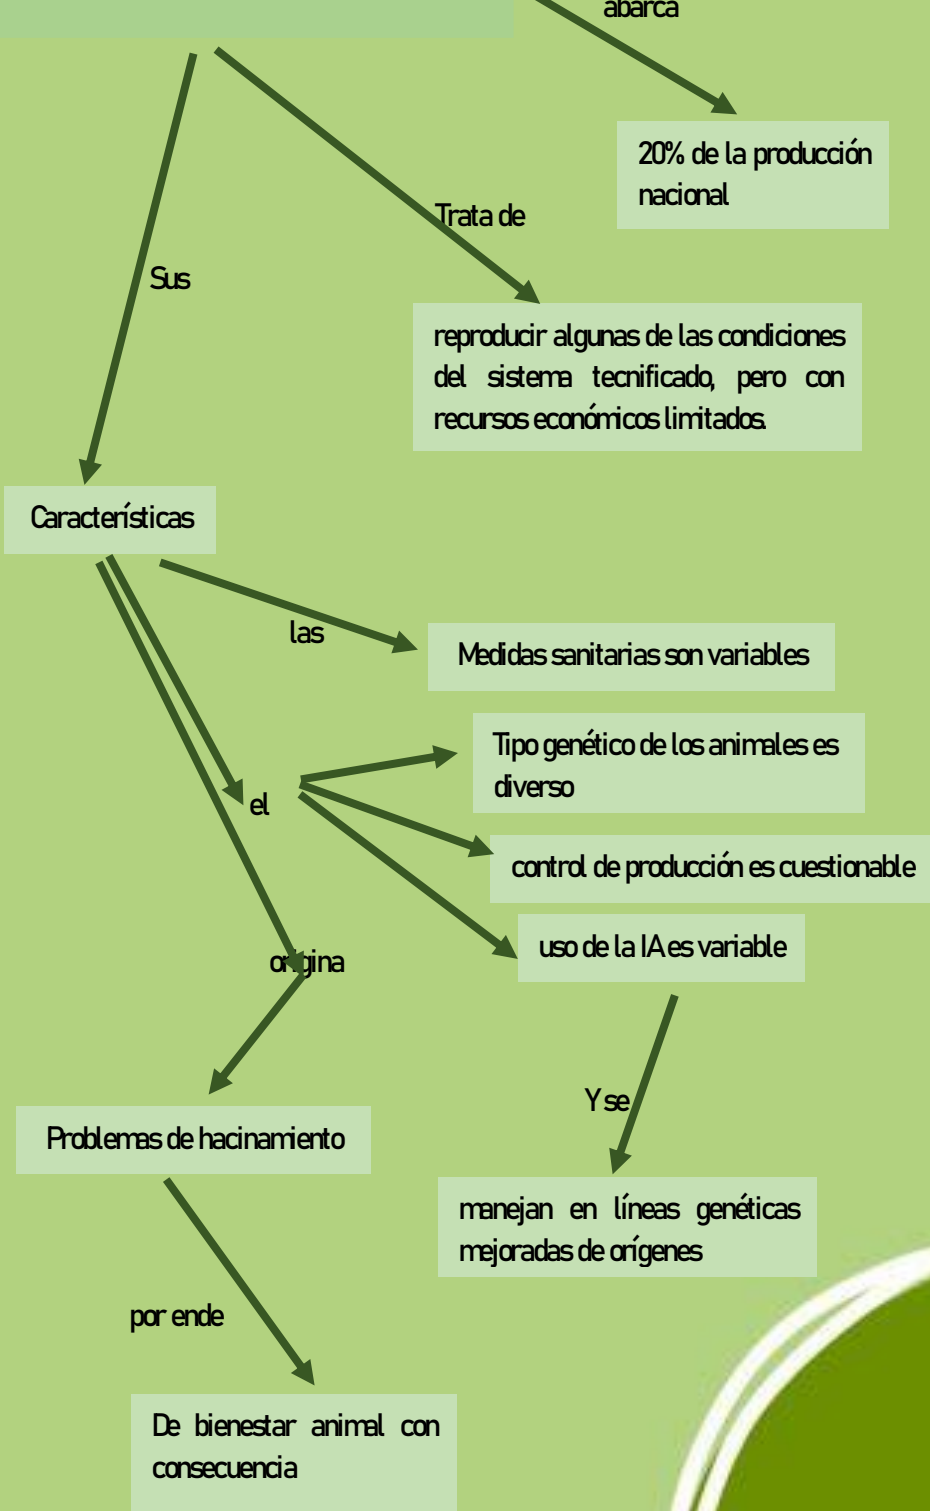 abarca
20% de la producción
nacional
Trata de
Sus
reproducir algunas de las condiciones
del sistema tecnificado, pero con
recursos económicos limitados.
Características
las
Medidas sanitarias son variables
Tipo genético de los animales es
diverso
el
control de producción es cuestionable
uso de la IA es variable
origina
Y se
Problemas de hacinamiento
manejan en líneas genéticas
mejoradas de orígenes
por ende
De bienestar animal con
consecuencia